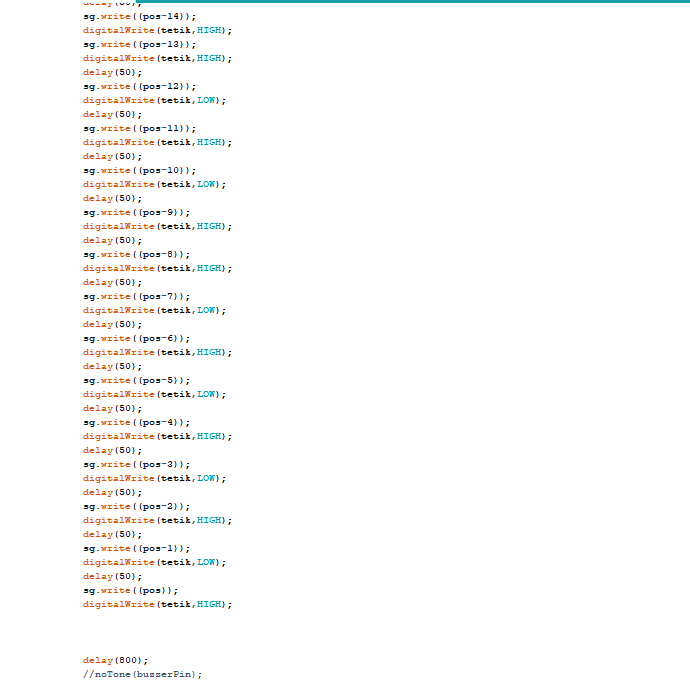 delay(50);
sg.write((pos-14));
digitalWrite(tetik,HIGH);
sg.write((pos-13));
digitalWrite(tetik,HIGH);
delay(50);
sg.write((pos-12));
digitalWrite(tetik,LOW);
delay(50);
sg.write((pos-11));
digitalWrite(tetik,HIGH);
delay(50);
sg.write((pos-10));
digitalWrite(tetik,LOW);
delay(50);
sg.write((pos-9));
digitalWrite(tetik,HIGH);
delay(50);
sg.write((pos-8));
digitalWrite(tetik,HIGH);
delay(50);
sg.write((pos-7));
digitalWrite(tetik,LOW);
delay(50);
sg.write((pos-6));
digitalWrite(tetik,HIGH);
delay(50);
sg.write((pos-5));
digitalWrite(tetik,LOW);
delay(50);
sg.write((pos-4));
digitalWrite(tetik,HIGH);
delay(50);
sg.write((pos-3));
digitalWrite(tetik,LOW);
delay(50);
sg.write((pos-2));
digitalWrite(tetik,HIGH);
delay(50);
sg.write((pos-1));
digitalWrite(tetik,LOW);
delay(50);
sg.write((pos));
digitalWrite(tetik,HIGH);
delay(800);
//noTone(buzzerPin);